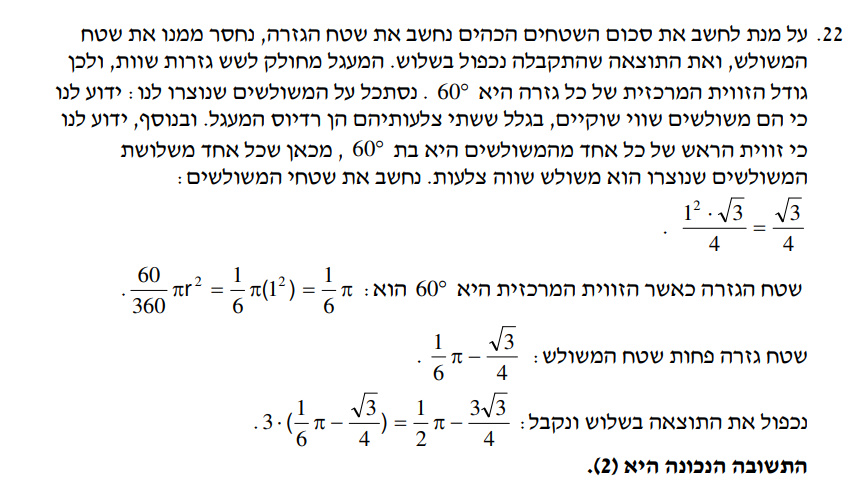 22. על מנת לחשב את סכום השטחים הכהים נחשב את שטח הגזרה, נחסר ממנו את שטח
המשולש, ואת התוצאה שהתקבלה נכפול בשלוש. המעגל מחולק לשש גזרות שוות, ולכן
גודל הזווית המרכזית של כל גזרה היא 60° . נסתכל על המשולשים שנוצרו לנו : ידוע לנו
כי הם משולשים שווי שוקיים, בגלל ששתי צלעותיהם הן רדיוס המעגל. ובנוסף, ידוע לנו
כי זווית הראש של כל אחד מהמשולשים היא בת 60° , מכאן שכל אחד משלושת
המשולשים שנוצרו הוא משולש שווה צלעות. נחשב את שטחי המשולשים :
\frac{1^2 \cdot \sqrt{3}}{4} = \frac{\sqrt{3}}{4} .
שטח הגזרה כאשר הזווית המרכזית היא 60° הוא : \frac{60}{360} πr^2 = \frac{1}{6} π(1^2) = \frac{1}{6} π .
שטח גזרה פחות שטח המשולש : \frac{1}{6} π − \frac{\sqrt{3}}{4} .
נכפול את התוצאה בשלוש ונקבל : 3 \cdot (\frac{1}{6} π − \frac{\sqrt{3}}{4}) = \frac{1}{2} π − \frac{3\sqrt{3}}{4} .
התשובה הנכונה היא (2).